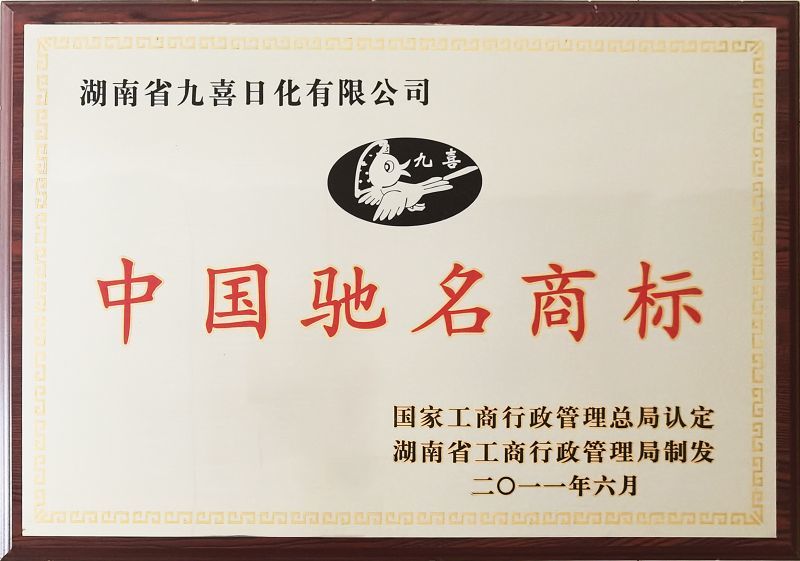 湖南省九喜日化有限公司
九喜
中国驰名商标
国家工商行政管理总局认定
湖南省工商行政管理局制发
二〇一一年六月